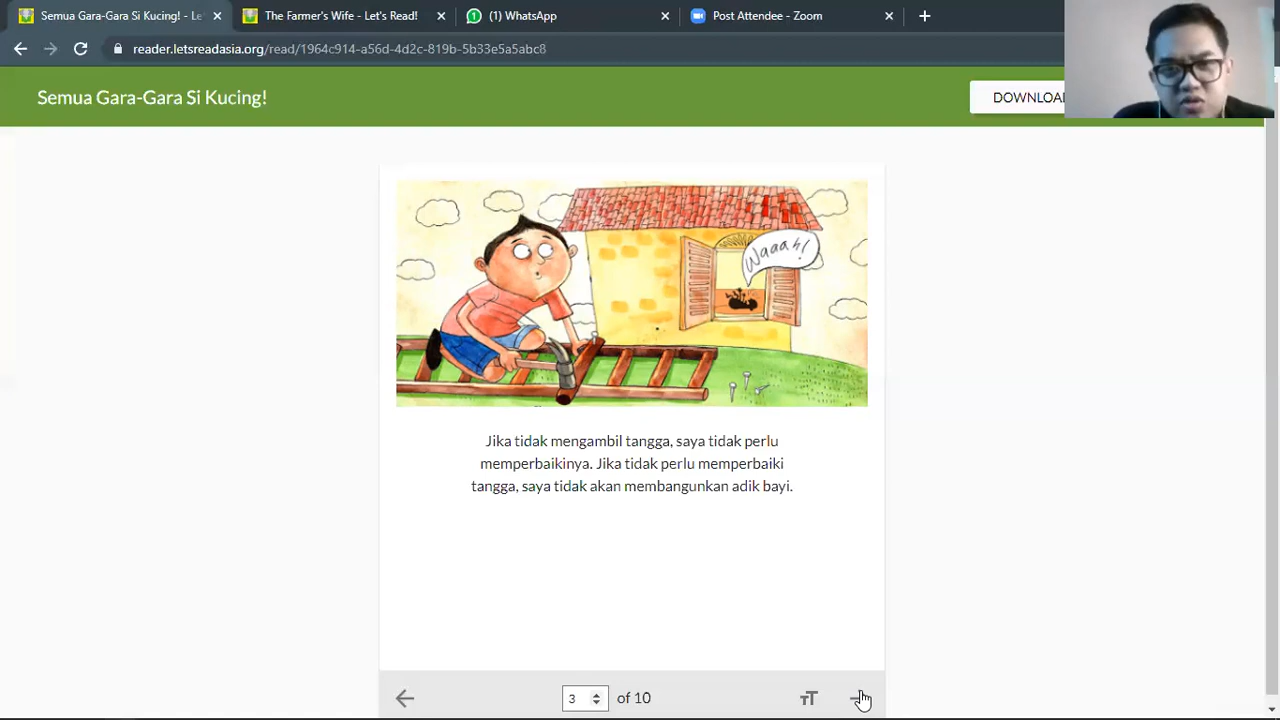 Semua Gara-Gara Si Kucing! - Le
The Farmer's Wife - Let's Read!
(1) WhatsApp
Post Attendee - Zoom
reader.letsreadasia.org/read/1964c914-a56d-4d2c-819b-5b33e5a5abc8
Semua Gara-Gara Si Kucing!
DOWNLOA
Waaah!
Jika tidak mengambil tangga, saya tidak perlu
memperbaikinya. Jika tidak perlu memperbaiki
tangga, saya tidak akan membangunkan adik bayi.
3 of 10